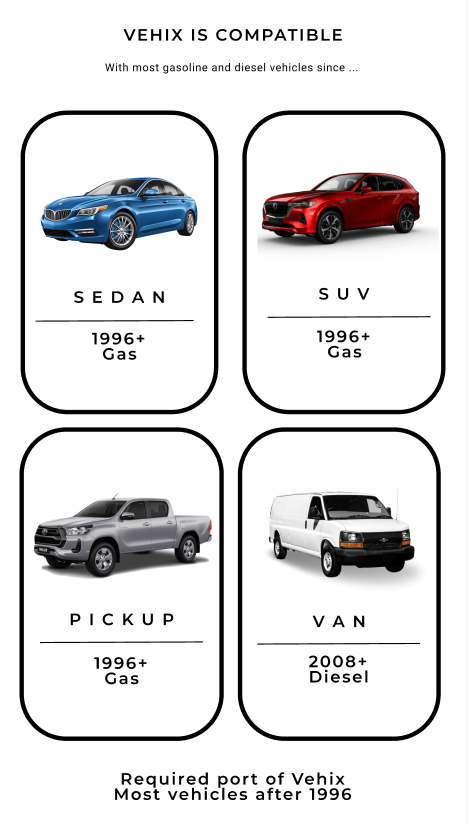 VEHIX IS COMPATIBLE
With most gasoline and diesel vehicles since ...
SEDAN
1996+
Gas
SUV
1996+
Gas
PICKUP
1996+
Gas
VAN
2008+
Diesel
Required port of Vehix
Most vehicles after 1996